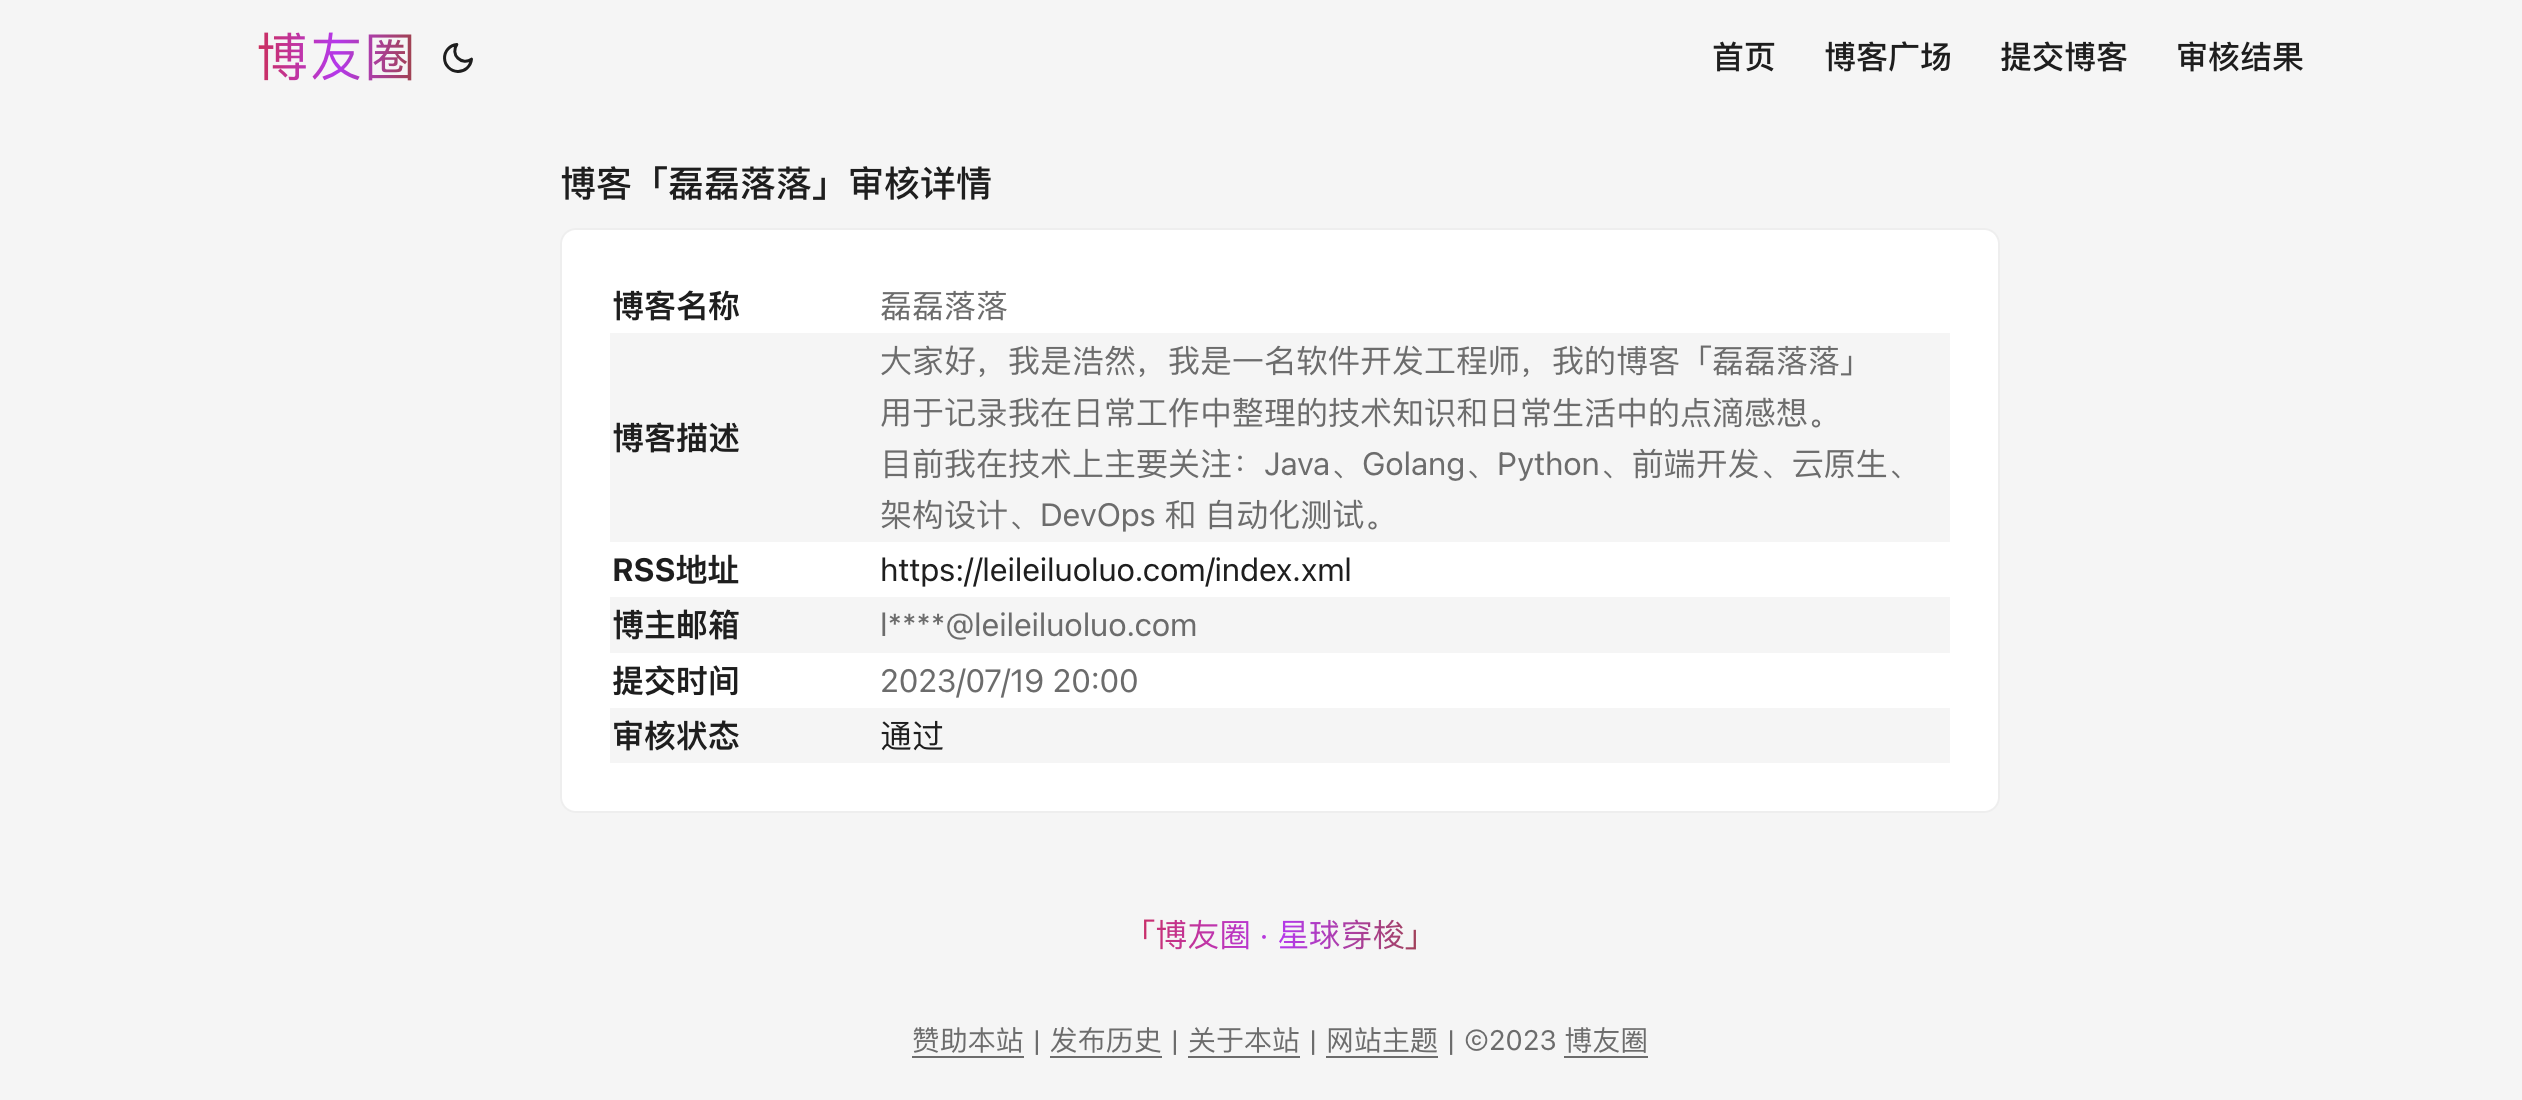 博友圈
首页 博客广场 提交博客 审核结果
博客「磊磊落落」审核详情
博客名称 磊磊落落
博客描述 大家好，我是浩然，我是一名软件开发工程师，我的博客「磊磊落落」
用于记录我在日常工作中整理的技术知识和日常生活中的点滴感想。
目前我在技术上主要关注：Java、Golang、Python、前端开发、云原生、
架构设计、DevOps 和 自动化测试。
RSS地址 https://leileiluoluo.com/index.xml
博主邮箱 l****@leileiluoluo.com
提交时间 2023/07/19 20:00
审核状态 通过
「博友圈 · 星球穿梭」
赞助本站 | 发布历史 | 关于本站 | 网站主题 | ©2023 博友圈